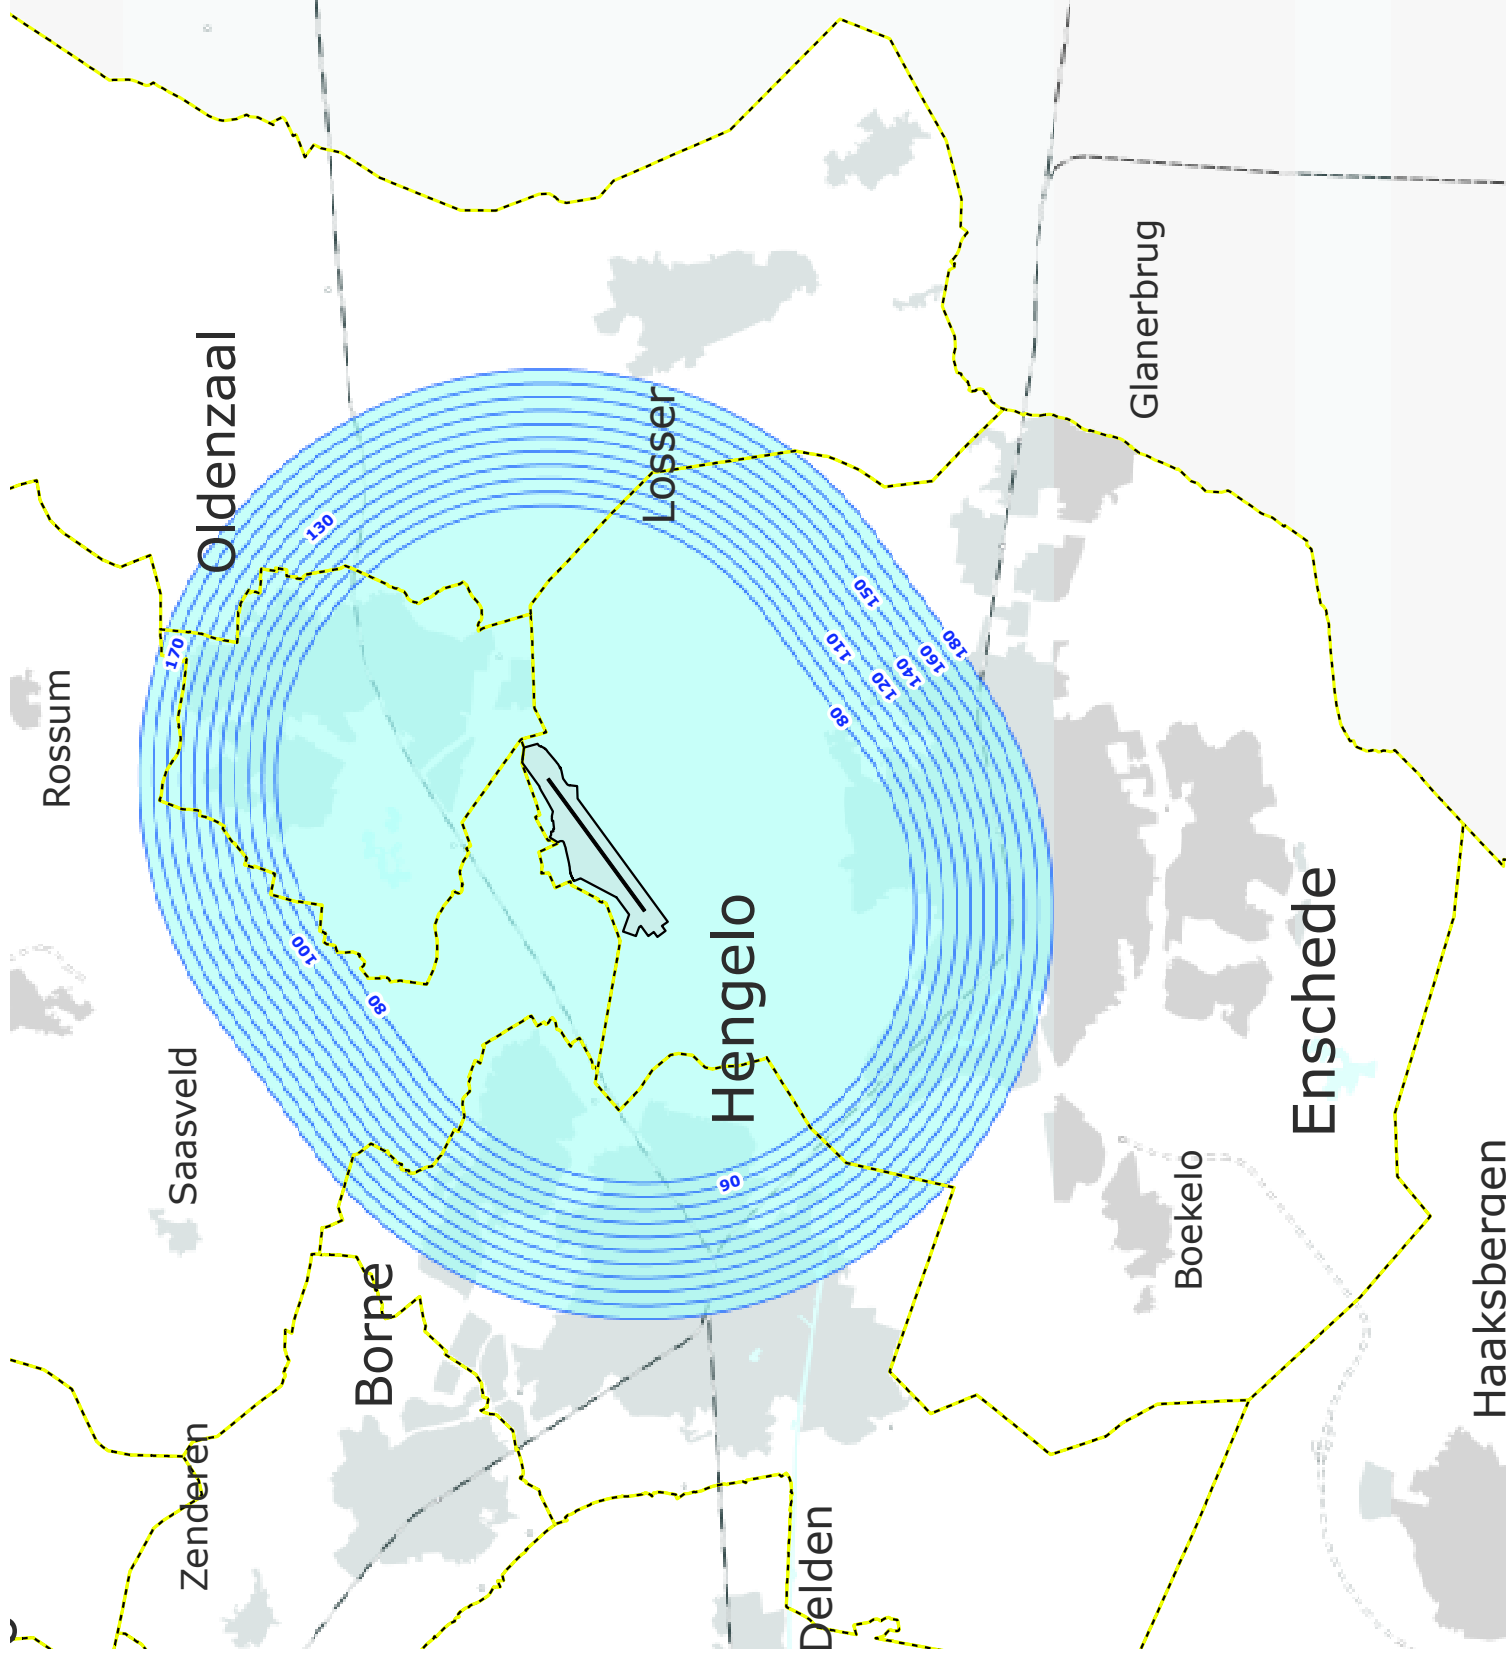 Oldenzaal
Glanerbrug
Losser
130
150
110
180
160
140
120
170
80
Rossum
100
80
Hengelo
Enschede
Saasveld
90
Boekelo
Haaksbergen
Borne
Zenderen
Delden